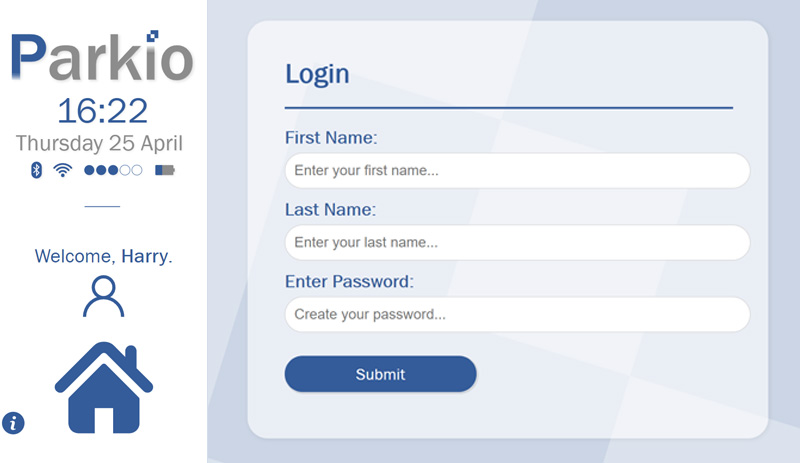 Parkio
16:22
Thursday 25 April
Welcome, Harry.
i
Login
First Name:
Enter your first name...
Last Name:
Enter your last name...
Enter Password:
Create your password...
Submit